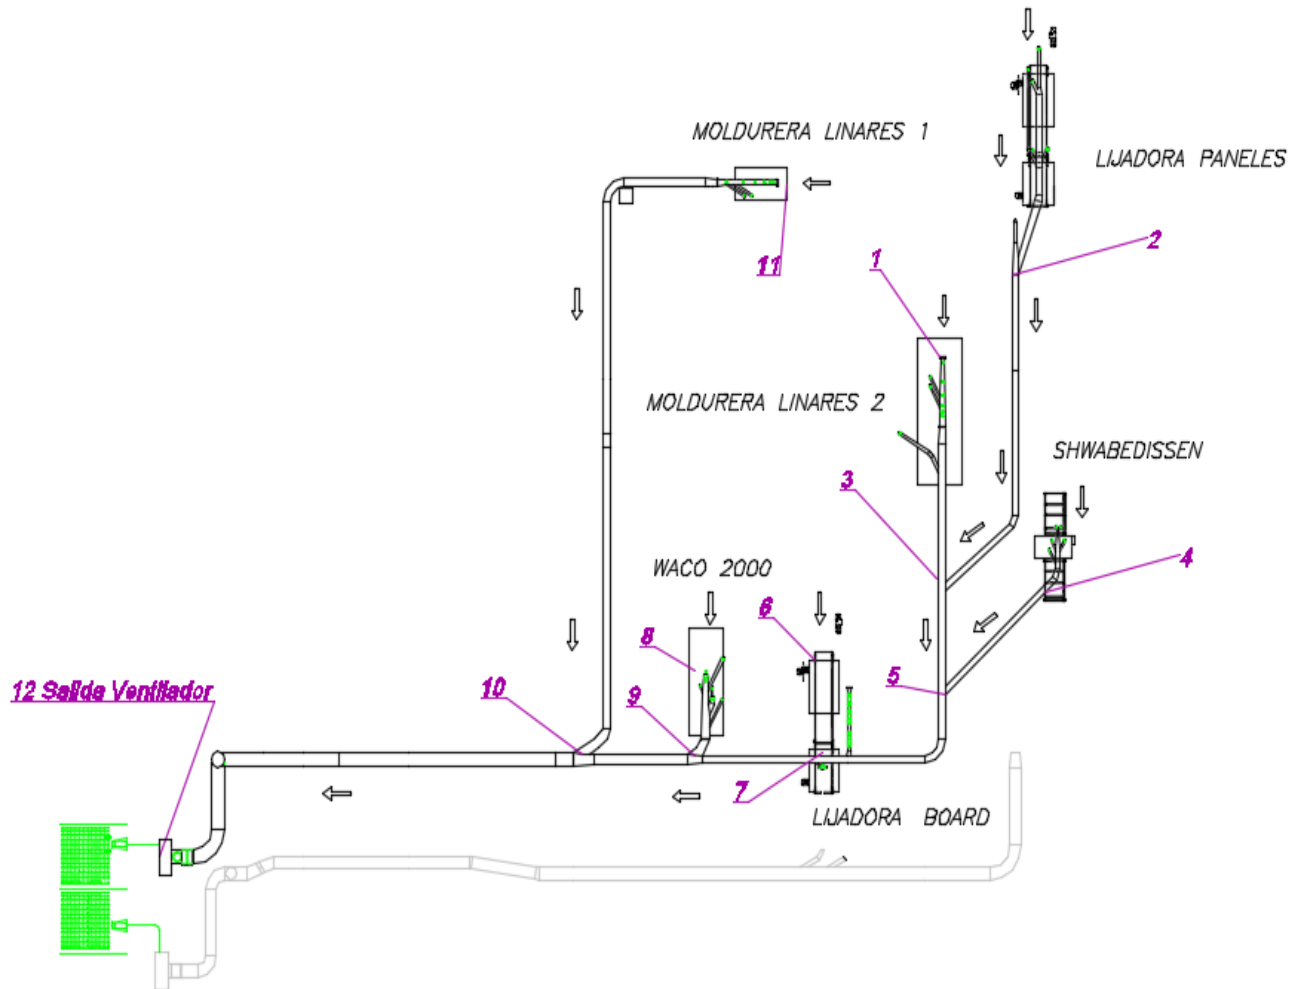 MOLDURERA LINARES 1
LIJADORA PANELES
2
11
1
MOLDURERA LINARES 2
SHWABEDISSEN
3
4
WACO 2000
6
8
5
10
9
12 Salida Ventilador
7
LIJADORA BOARD